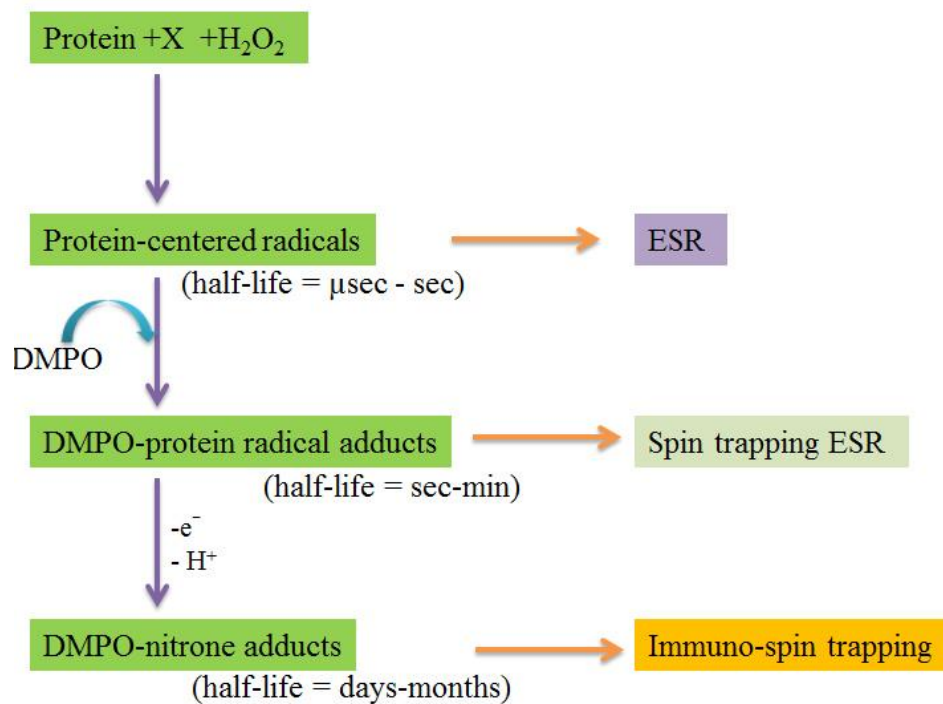 Protein +X +H₂O₂
Protein-centered radicals
ESR
(half-life = µsec - sec)
DMPO
DMPO-protein radical adducts
Spin trapping ESR
(half-life = sec-min)
-e⁻
- H⁺
DMPO-nitrone adducts
Immuno-spin trapping
(half-life = days-months)